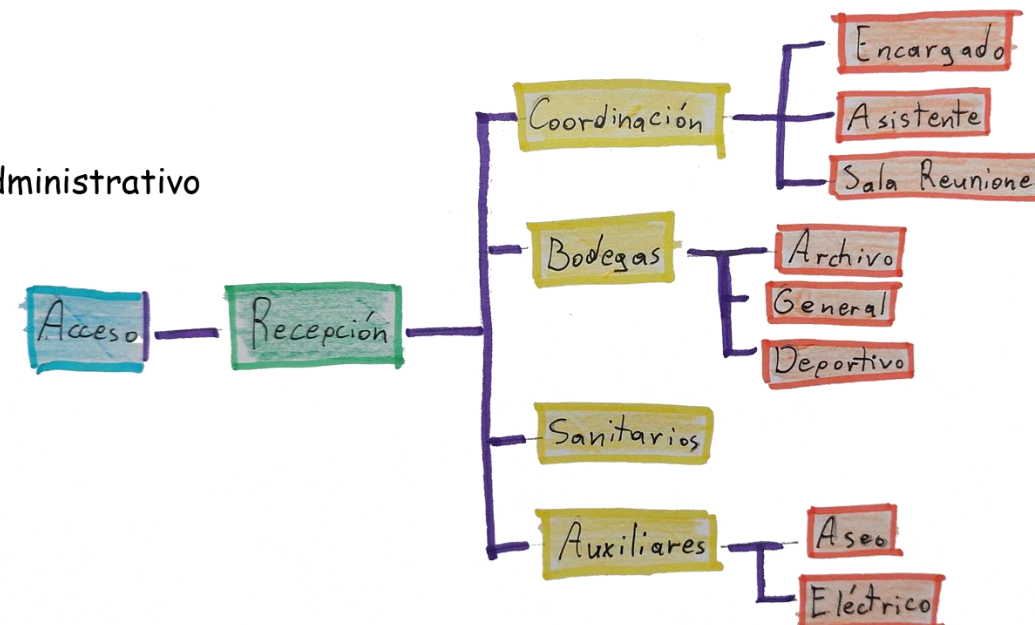 dministrativo
Acceso
Recepción
Coordinación
Encargado
Asistente
Sala Reunione
Bodegas
Archivo
General
Deportivo
Sanitarios
Auxiliares
Aseo
Eléctrico